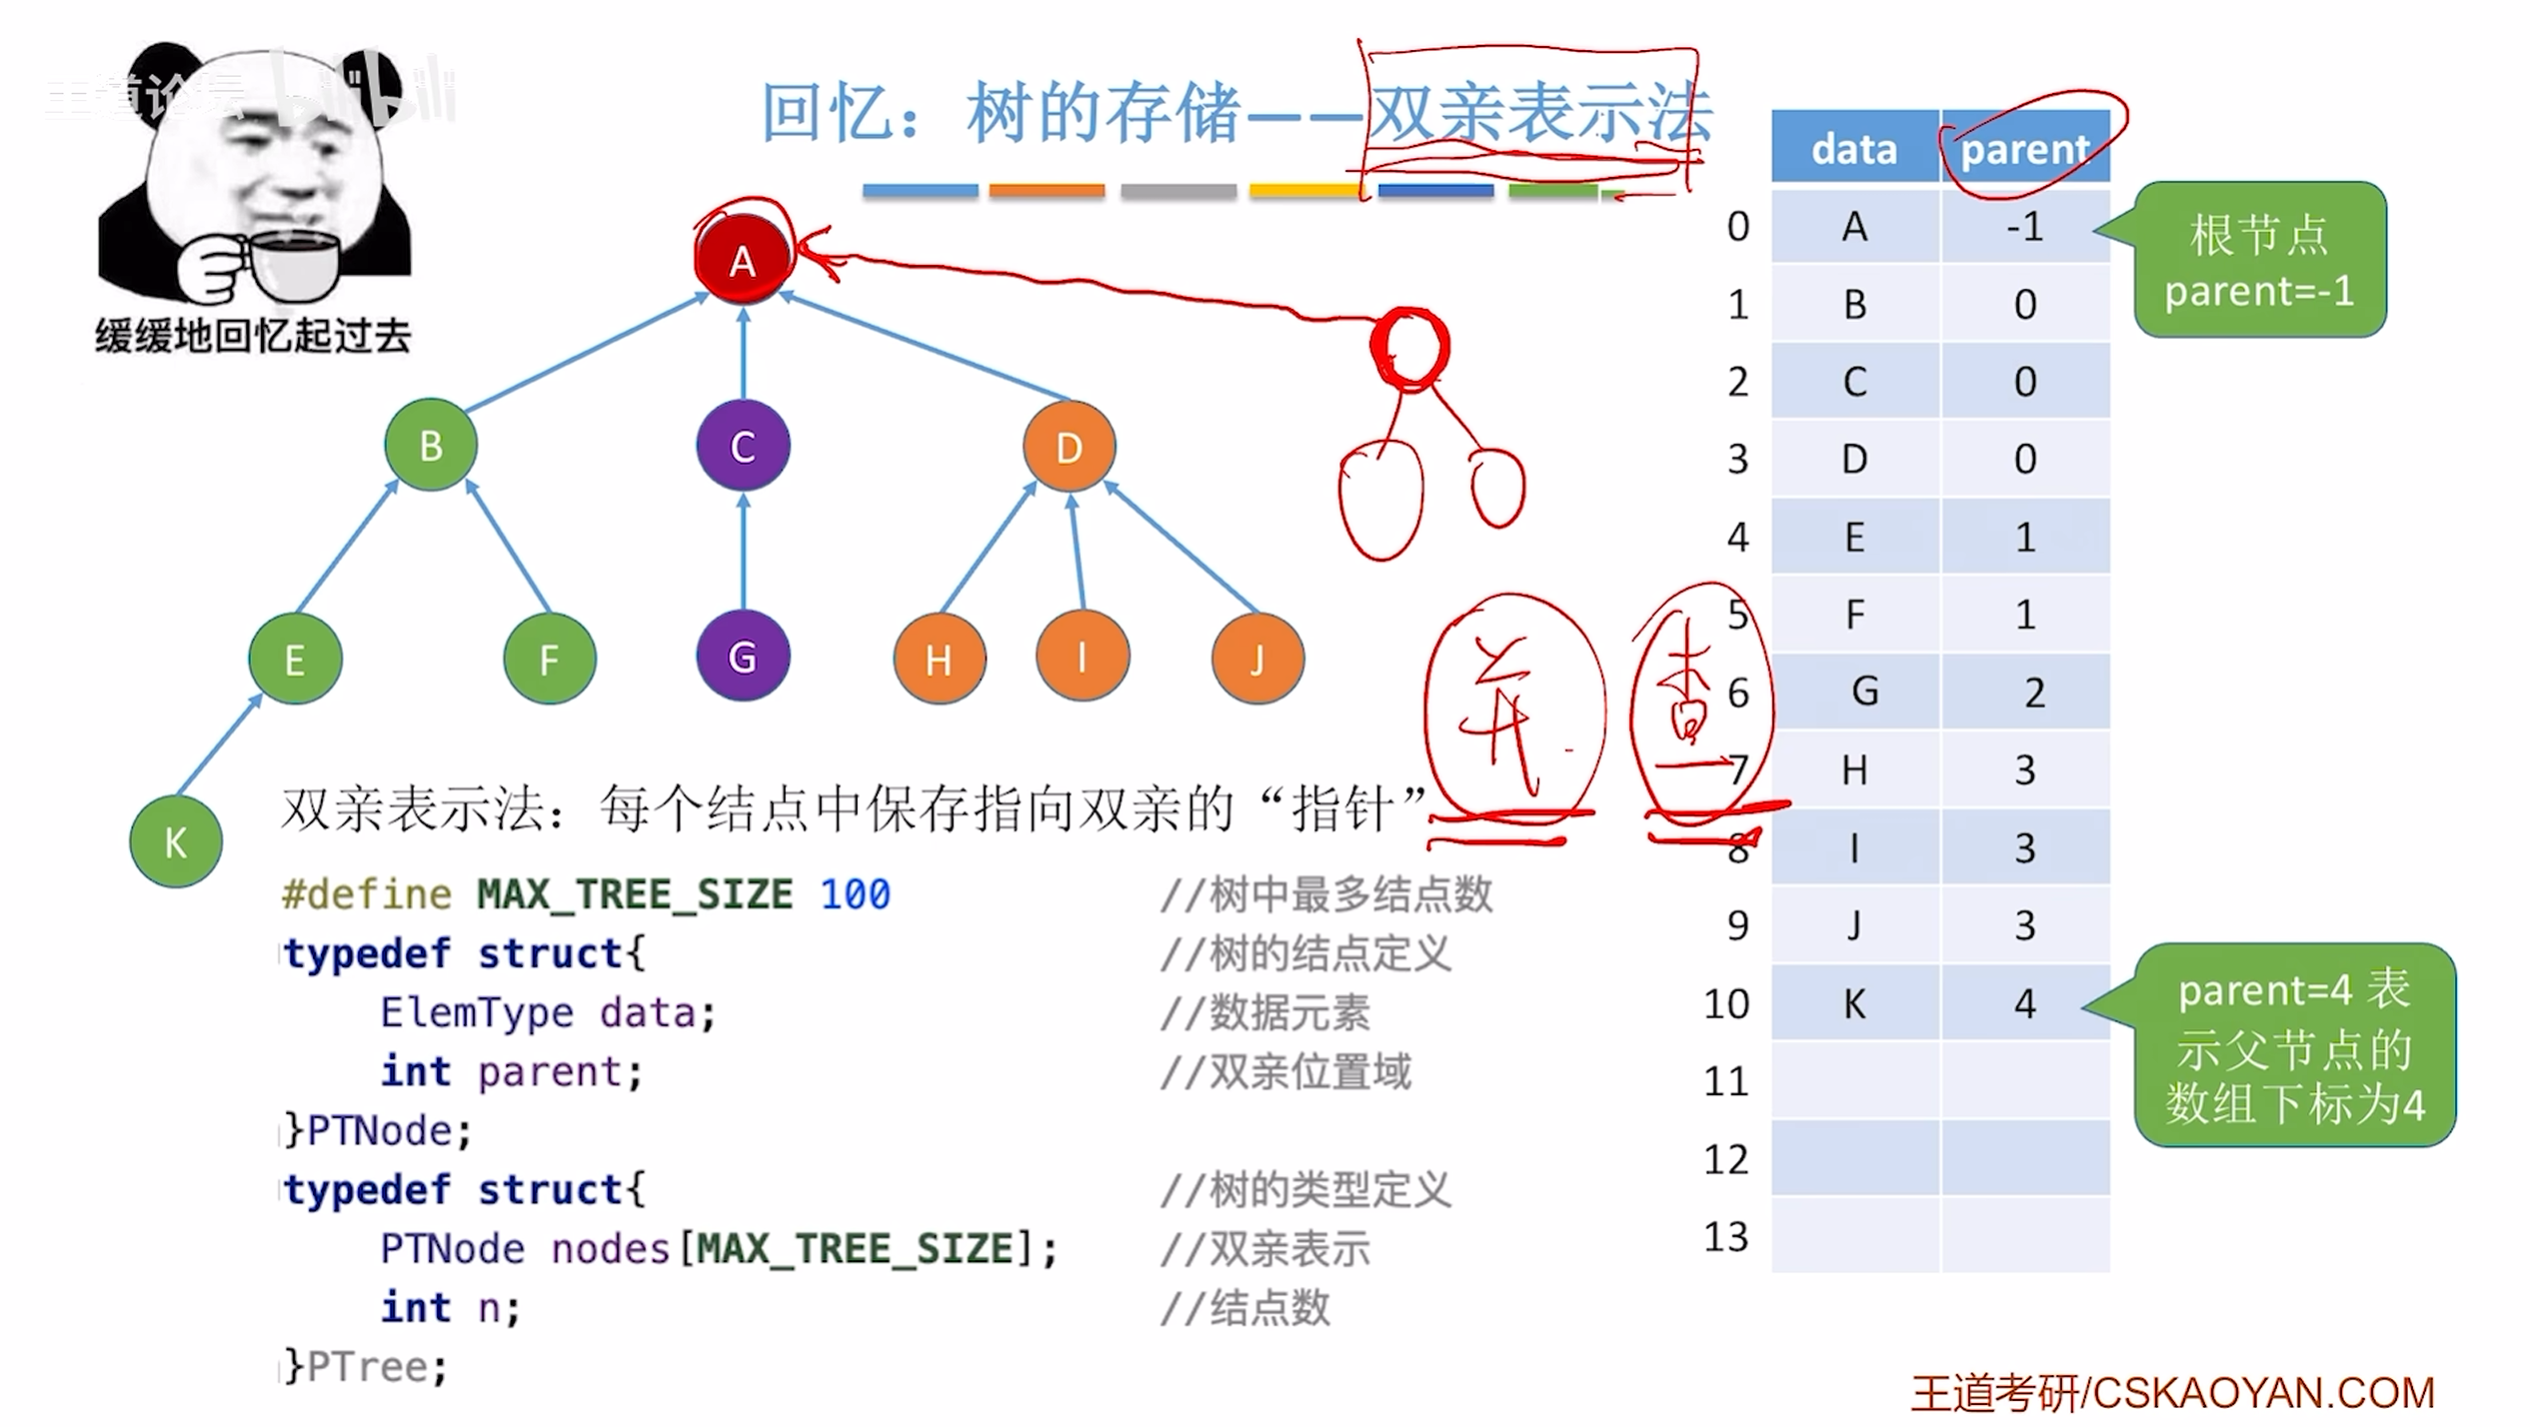 王道论坛 bilibili
缓缓地回忆起过去
回忆：树的存储——双亲表示法
A
B
C
D
E
F
G
H
I
J
K
并 查
双亲表示法：每个结点中保存指向双亲的“指针”
#define MAX_TREE_SIZE 100 //树中最多结点数
typedef struct{ //树的结点定义
ElemType data; //数据元素
int parent; //双亲位置域
}PTNode;
typedef struct{ //树的类型定义
PTNode nodes[MAX_TREE_SIZE]; //双亲表示
int n; //结点数
}PTree;
data parent
0 A -1
1 B 0
2 C 0
3 D 0
4 E 1
5 F 1
6 G 2
7 H 3
8 I 3
9 J 3
10 K 4
11
12
13
根节点
parent=-1
parent=4 表
示父节点的
数组下标为4
王道考研/CSKAOYAN.COM